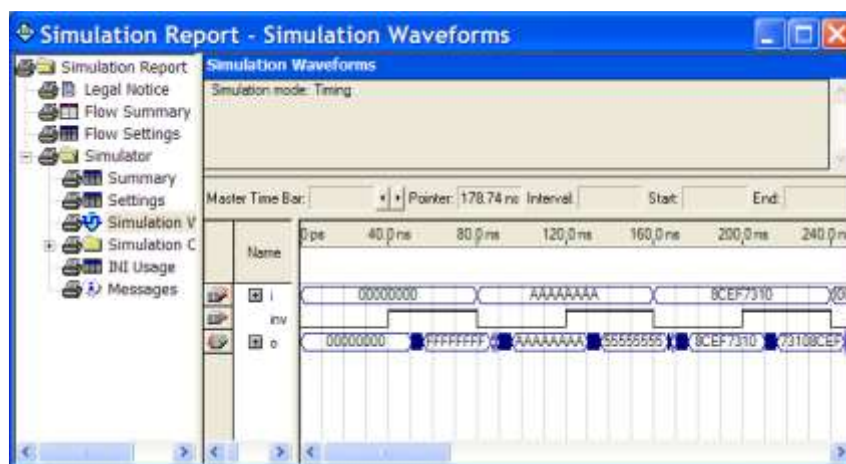 Simulation Report - Simulation Waveforms
Simulation Report
Legal Notice
Flow Summary
Flow Settings
Simulator
Summary
Settings
Simulation V
Simulation C
INI Usage
Messages
Simulation Waveforms
Simulation mode: Timing
Master Time Bar: Pointer: 178.74 ns Interval: Start: End:
Name 0 ps 40.0 ns 80.0 ns 120.0 ns 160.0 ns 200.0 ns 240.0 n
i 00000000 AAAAAAAA 8CEF7310
inv
o 00000000 FFFFFFFF AAAAAAAA 55555555 8CEF7310 73108CEF